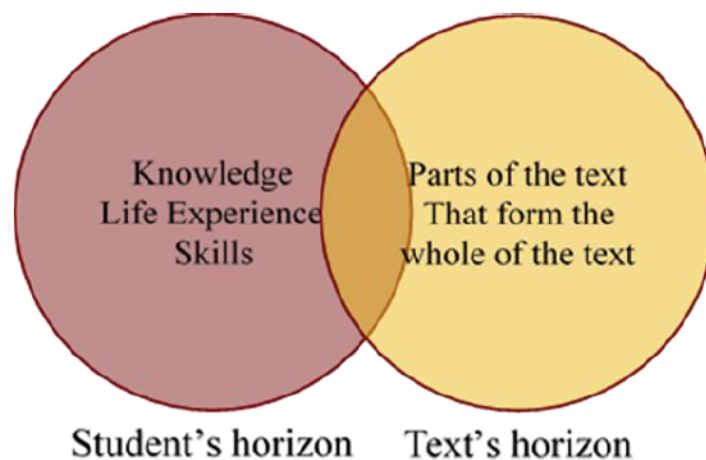 Knowledge
Life Experience
Skills
Parts of the text
That form the
whole of the text
Student's horizon
Text's horizon